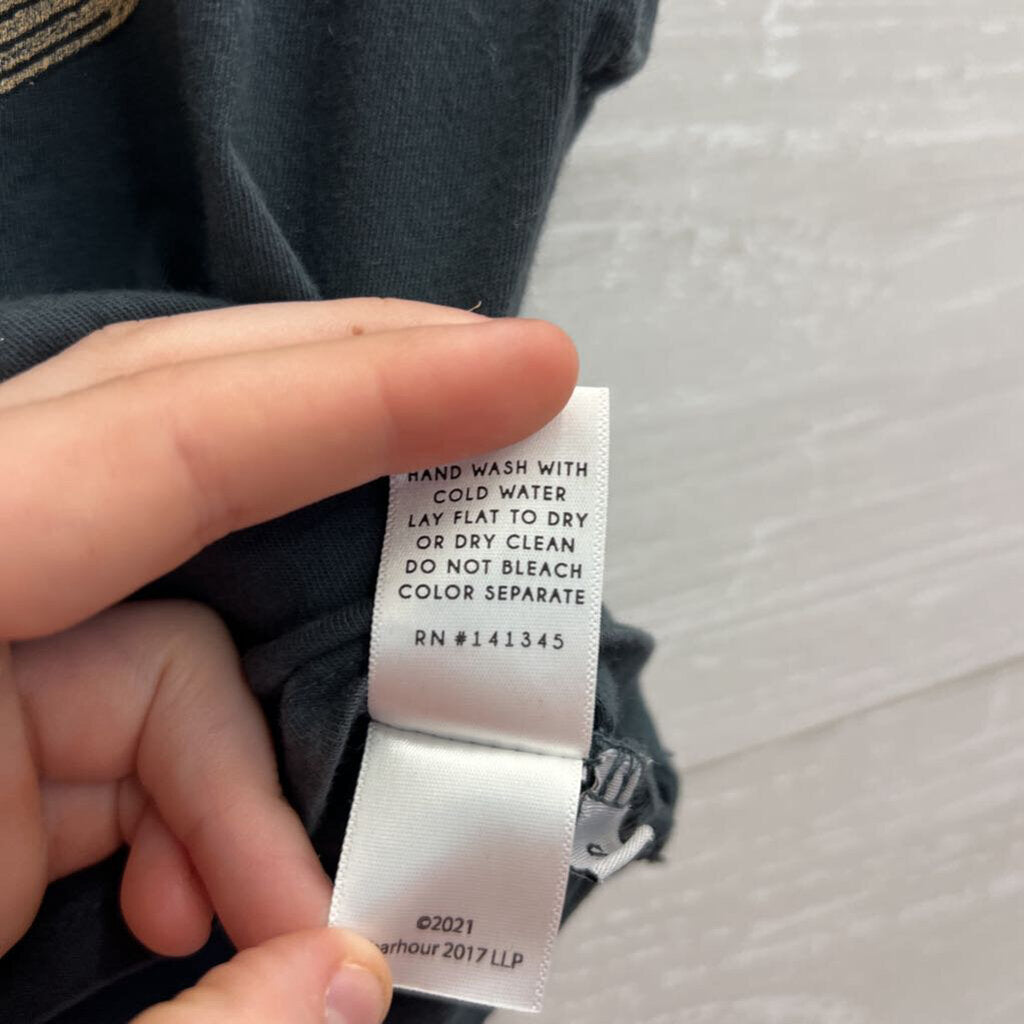 HAND WASH WITH
COLD WATER
LAY FLAT TO DRY
OR DRY CLEAN
DO NOT BLEACH
COLOR SEPARATE
RN #141345
©2021
arhour 2017 LLP